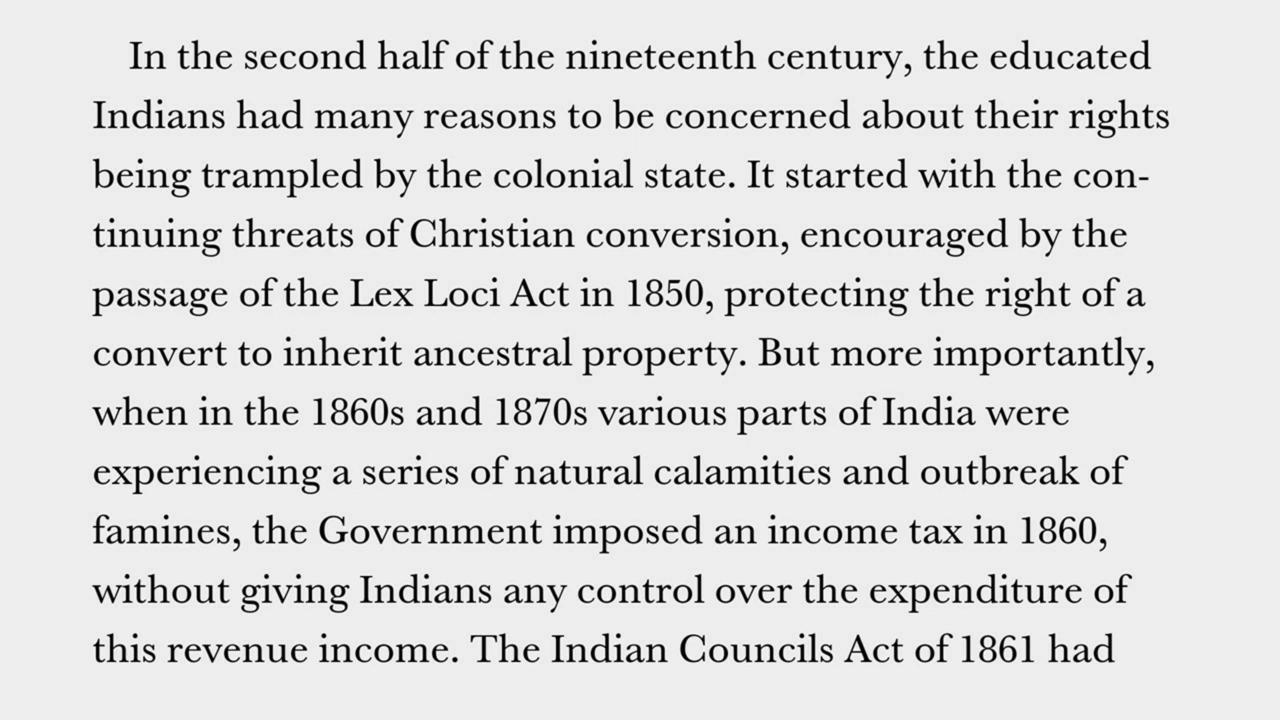 In the second half of the nineteenth century, the educated
Indians had many reasons to be concerned about their rights
being trampled by the colonial state. It started with the con-
tinuing threats of Christian conversion, encouraged by the
passage of the Lex Loci Act in 1850, protecting the right of a
convert to inherit ancestral property. But more importantly,
when in the 1860s and 1870s various parts of India were
experiencing a series of natural calamities and outbreak of
famines, the Government imposed an income tax in 1860,
without giving Indians any control over the expenditure of
this revenue income. The Indian Councils Act of 1861 had